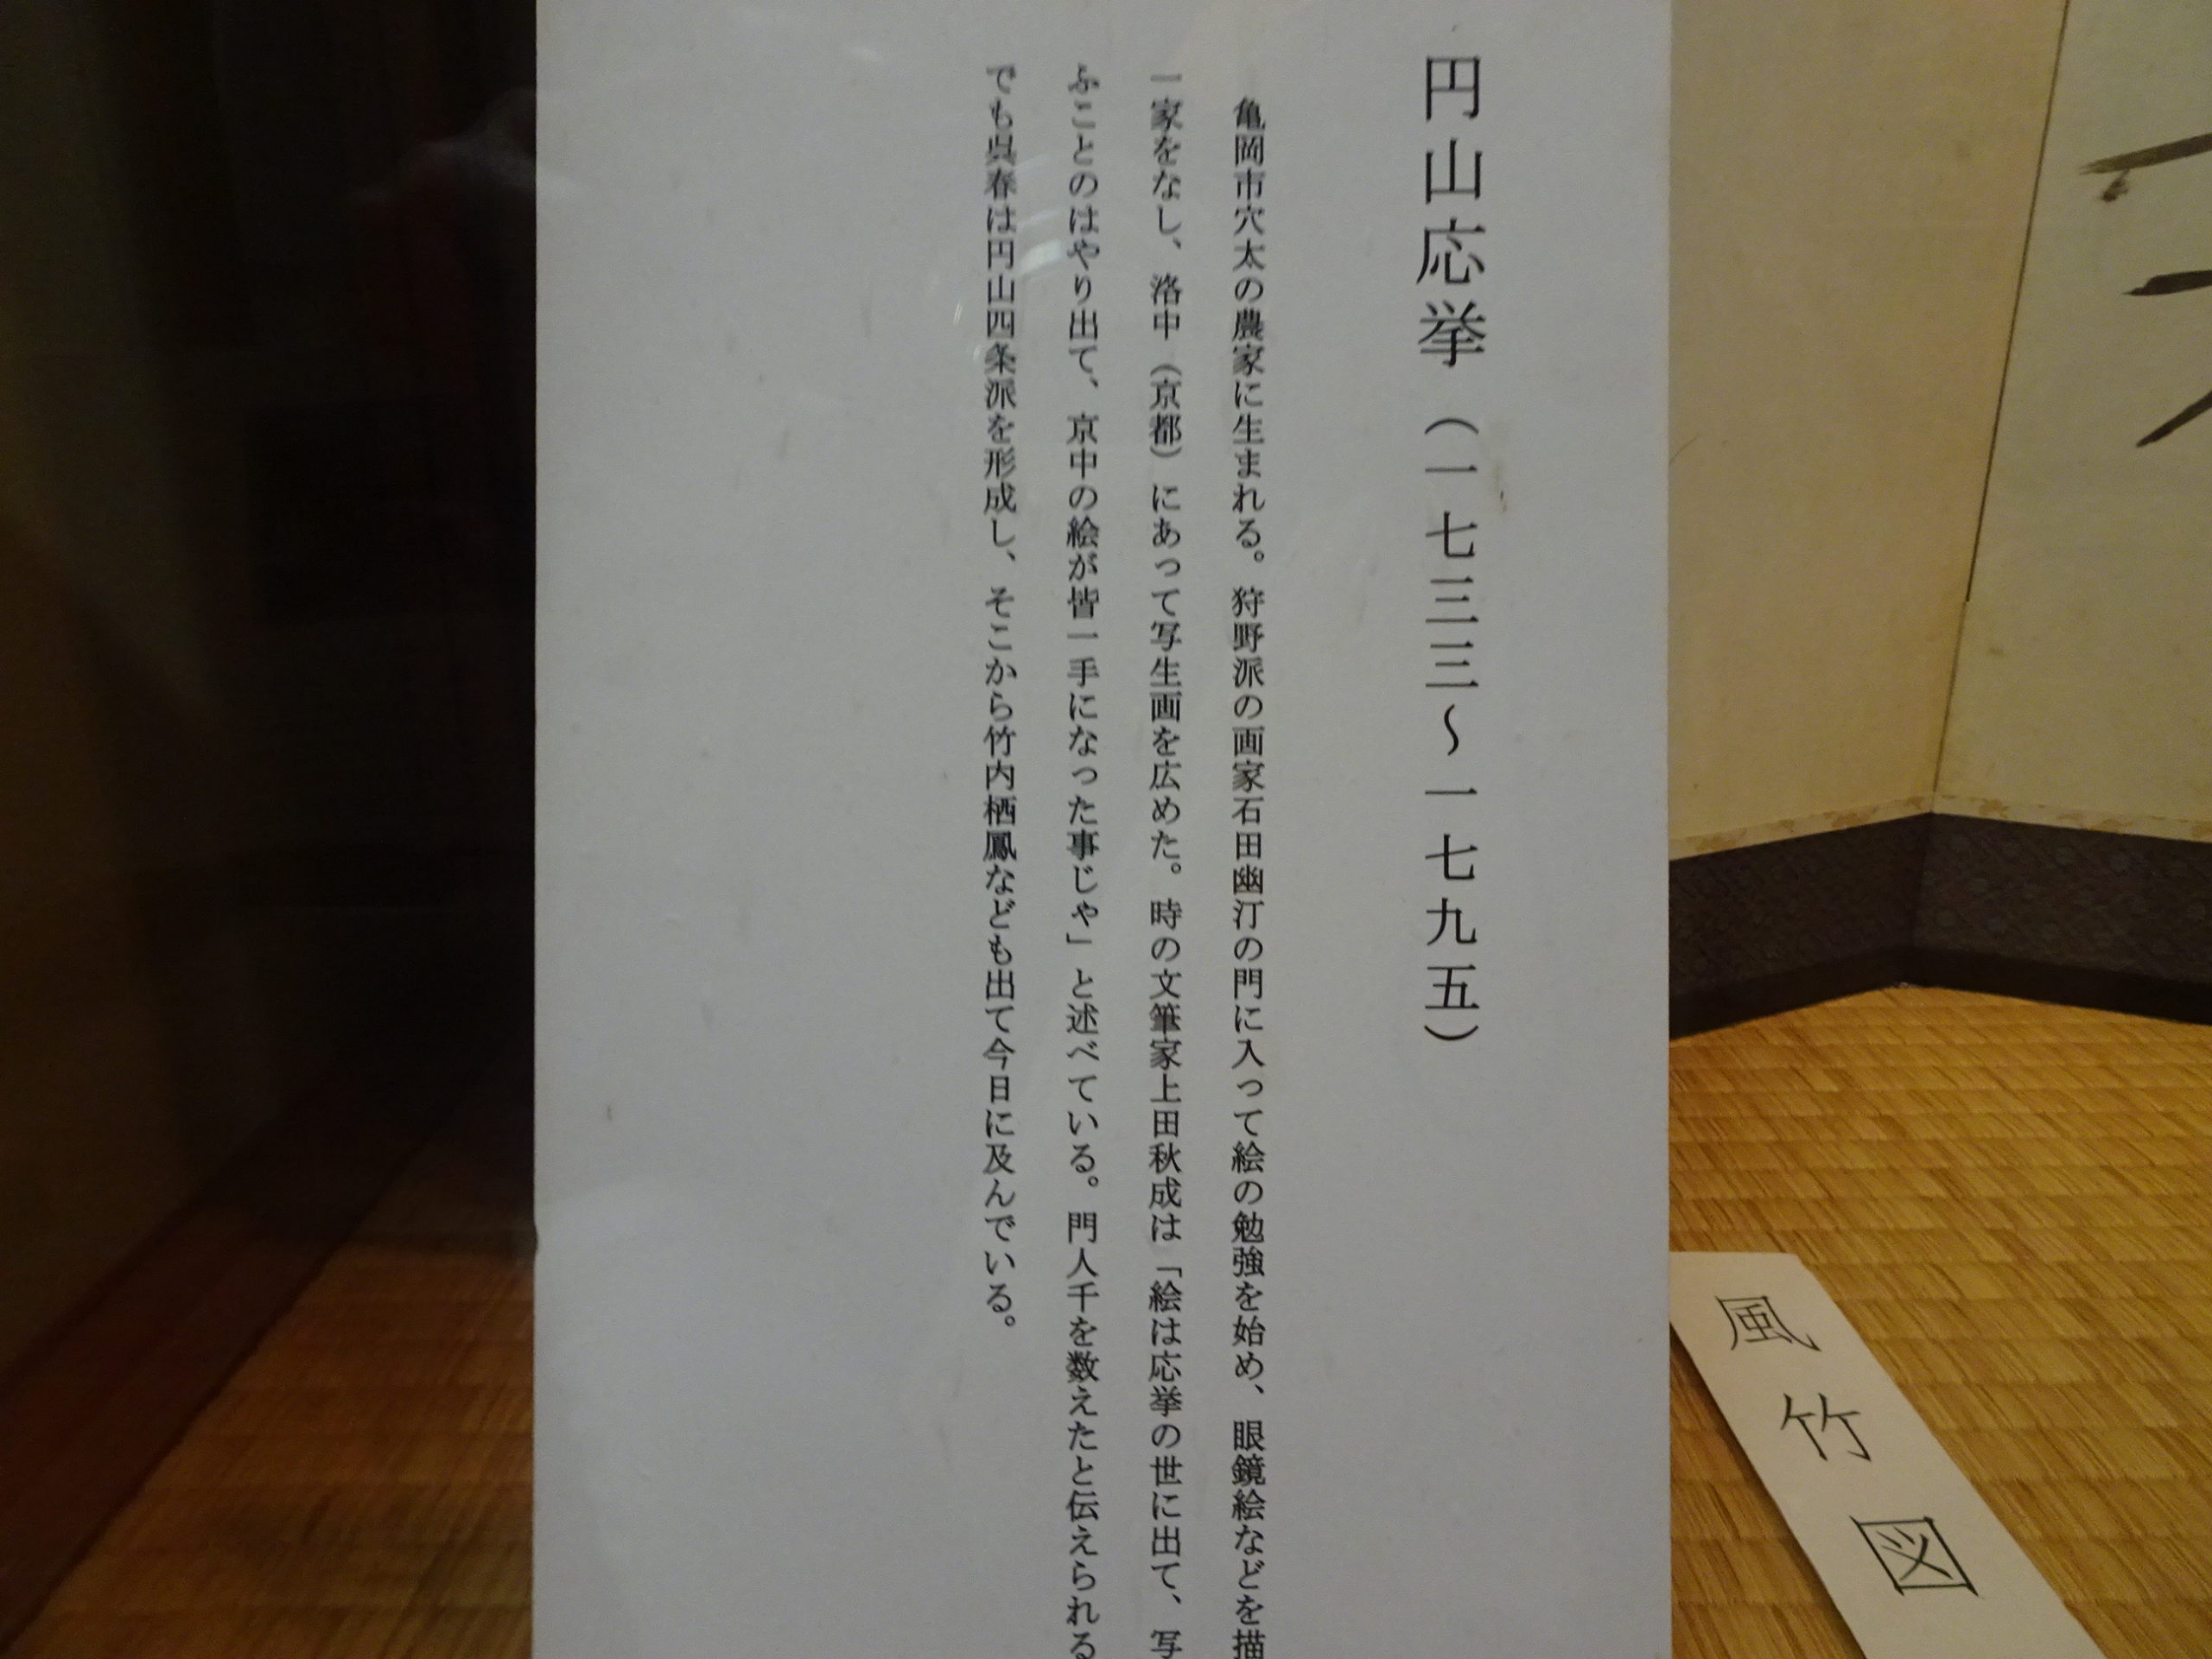 円山応挙（一七三三～一七九五）
亀岡市穴太の農家に生まれる。狩野派の画家石田幽汀の門に入って絵の勉強を始め、眼鏡絵などを描
一家をなし、洛中（京都）にあって写生画を広めた。時の文筆家上田秋成は「絵は応挙の世に出て、写
ふことのはやり出て、京中の絵が皆一手になった事じゃ」と述べている。門人千を数えたと伝えられる
でも呉春は円山四条派を形成し、そこから竹内栖鳳なども出て今日に及んでいる。
風竹図